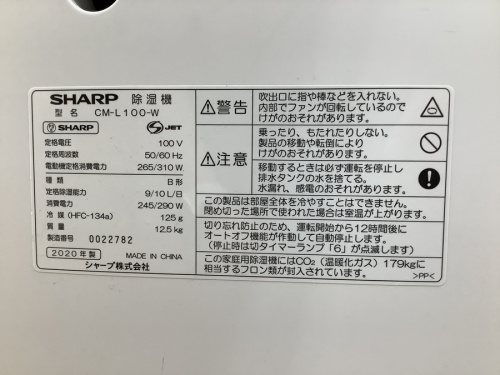 SHARP 除湿機
型 名 CM-L100-W
SHARP
S JET
定格電圧 100 V
定格周波数 50/60 Hz
電動機定格消費電力 265/310 W
種 類 B 形
定格除湿能力 9/10 L/日
消費電力 245/290 W
冷 媒 (HFC-134a) 125 g
質 量 12.5 kg
製造番号 0022782
2020年製 MADE IN CHINA
シャープ株式会社
警告
吹出口に指や棒などを入れない。
内部でファンが回転しているので
けがのおそれがあります。
注意
乗ったり、もたれたりしない。
製品の移動や転倒により
けがのおそれがあります。
移動するときは必ず運転を停止し
排水タンクの水を捨てる。
水漏れ、感電のおそれがあります。
この製品は部屋全体を冷やすことはできません。
閉め切った場所で使われた場合は室温が上がります。
切り忘れ防止のため、運転開始から12時間後に
オートオフ機能が作動して自動停止します。
(停止時は切タイマーランプ「6」が点滅します)
この家庭用除湿機にはCO₂(温暖化ガス)179kgに
相当するフロン類が封入されています。
>PP<